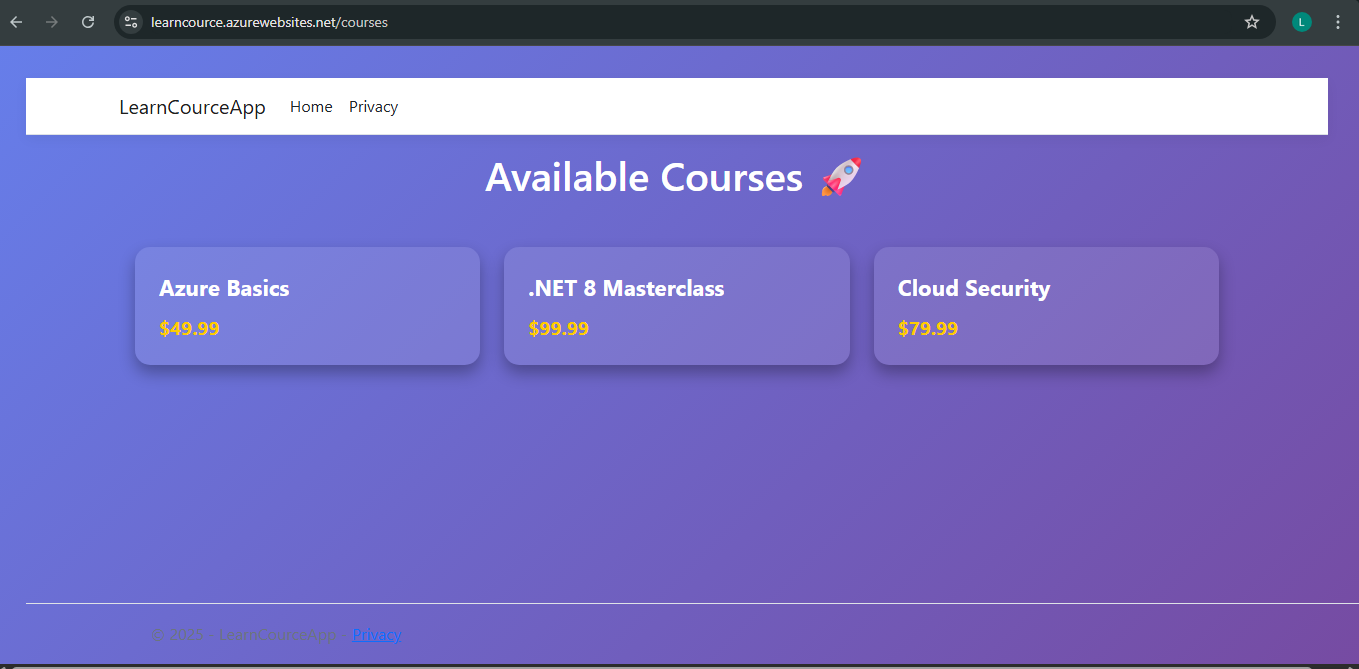 learncource.azurewebsites.net/courses
L
LearnCourceApp Home Privacy
Available Courses 🚀
Azure Basics
$49.99
.NET 8 Masterclass
$99.99
Cloud Security
$79.99
© 2025 - LearnCourceApp - Privacy